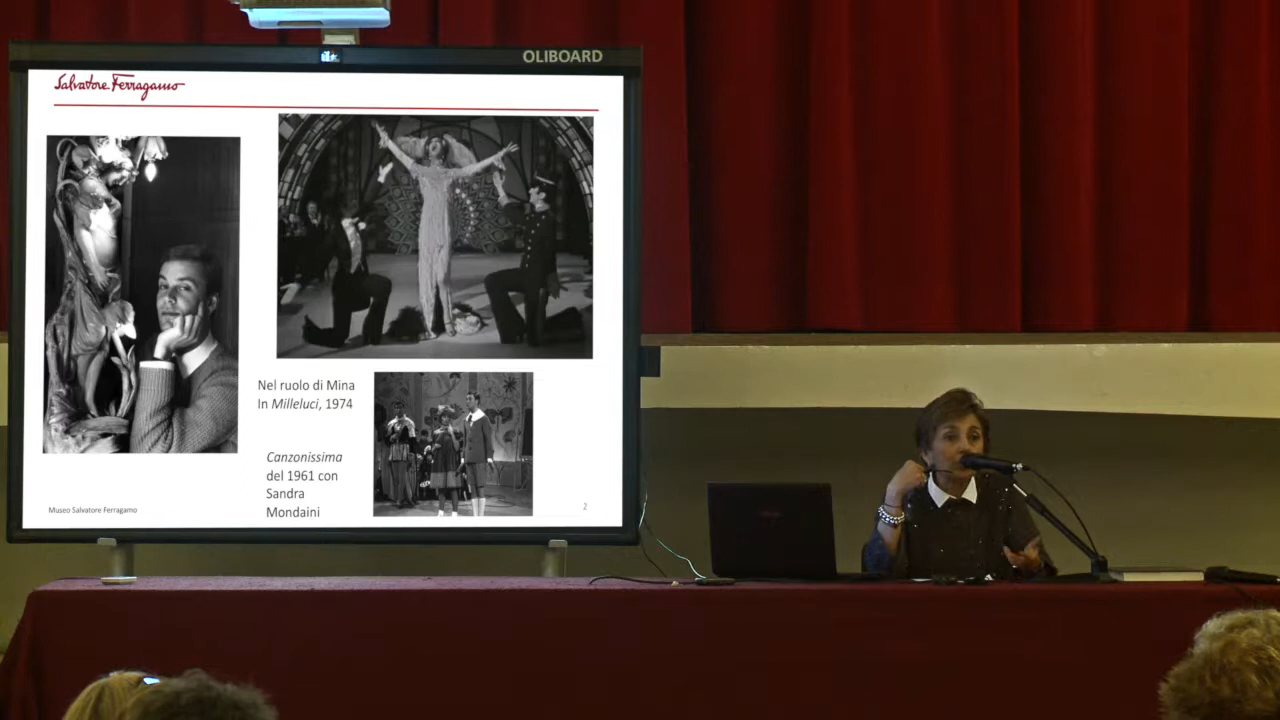 OLIBOARD
Salvatore Ferragamo
Nel ruolo di Mina
In Milleluci, 1974
Canzonissima
del 1961 con
Sandra
Mondaini
Museo Salvatore Ferragamo
2